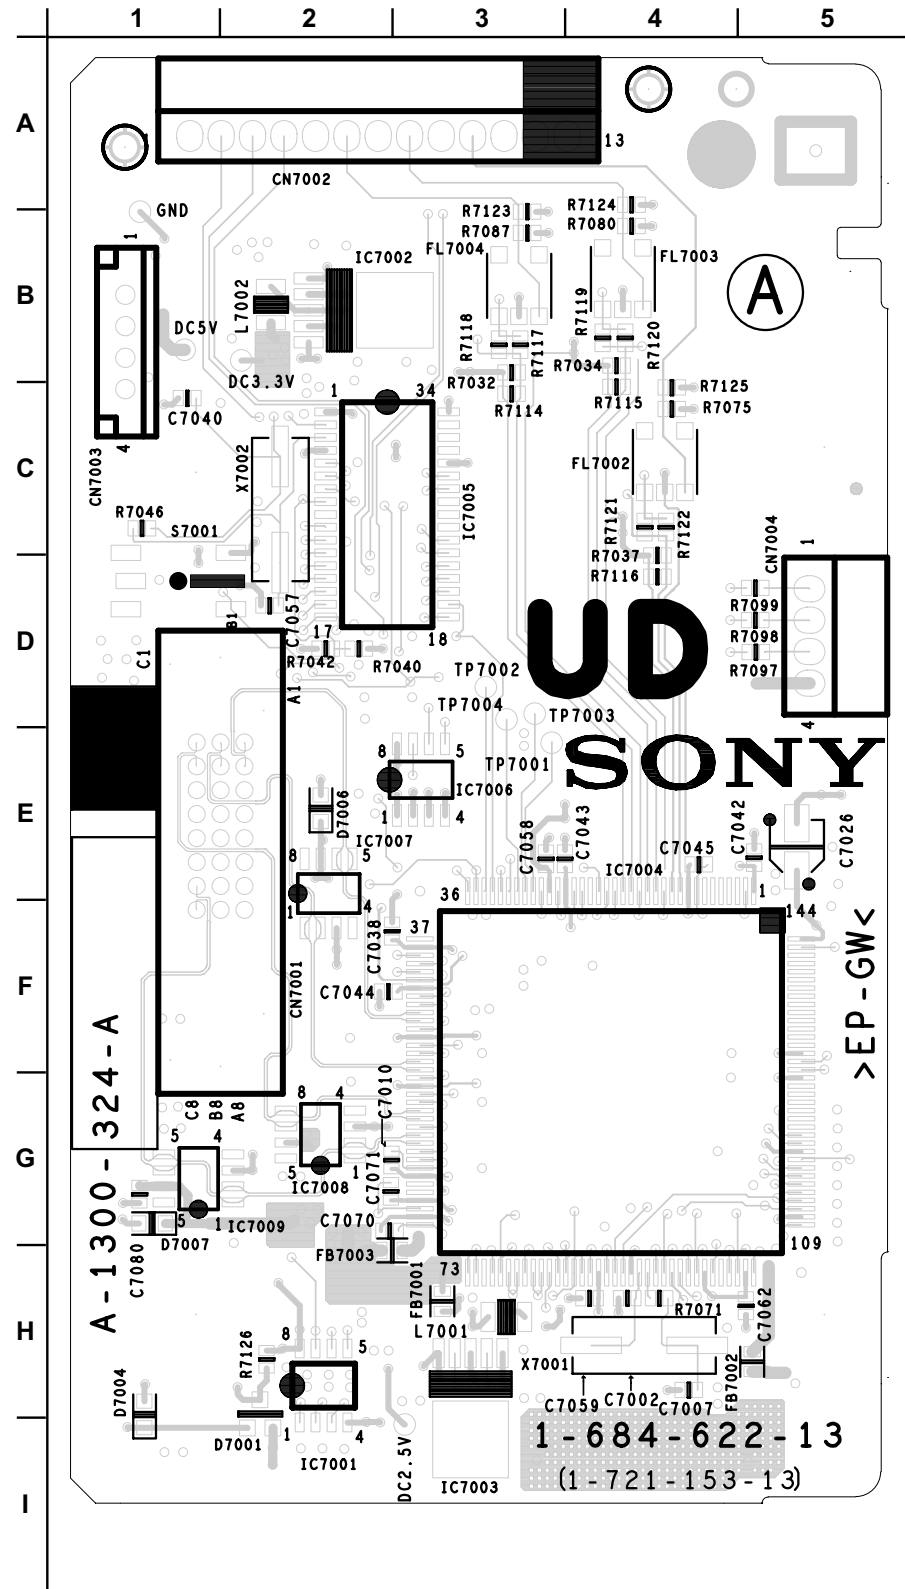 1 2 3 4 5
A
13
CN7002
GND
R7123
R7124
R7087
R7080
1
FL7004
IC7002
FL7003
B
A
L7002
DC5V
R7118
R7117
R7119
R7120
R7034
DC3.3V
R7032
1
34
R7125
C7040
R7114
R7115
R7075
4
CN7003
C
X7002
FL7002
IC7005
R7046
S7001
R7121
R7122
CN7004
1
R7037
R7116
R7099
B1
C7057
17
18
UD
R7098
D
C1
R7042
R7040
TP7002
R7097
A1
TP7004
TP7003
4
8
5
TP7001
SONY
IC7006
E
D7006
1
4
IC7007
C7058
C7043
C7045
C7042
C7026
8
5
IC7004
36
1
1
4
144
C7038
37
F
CN7001
C7044
>EP-GW<
A-1300-324-A
C8
B8
A8
8
4
C7010
G
5
4
5
1
C7071
IC7008
5
1
IC7009
C7070
D7007
FB7003
109
C7080
73
FB7001
H
L7001
R7071
C7062
8
5
R7126
X7001
FB7002
D7004
C7059
C7002
C7007
D7001
1
4
DC2.5V
1-684-622-13
IC7001
IC7003
(1-721-153-13)
I